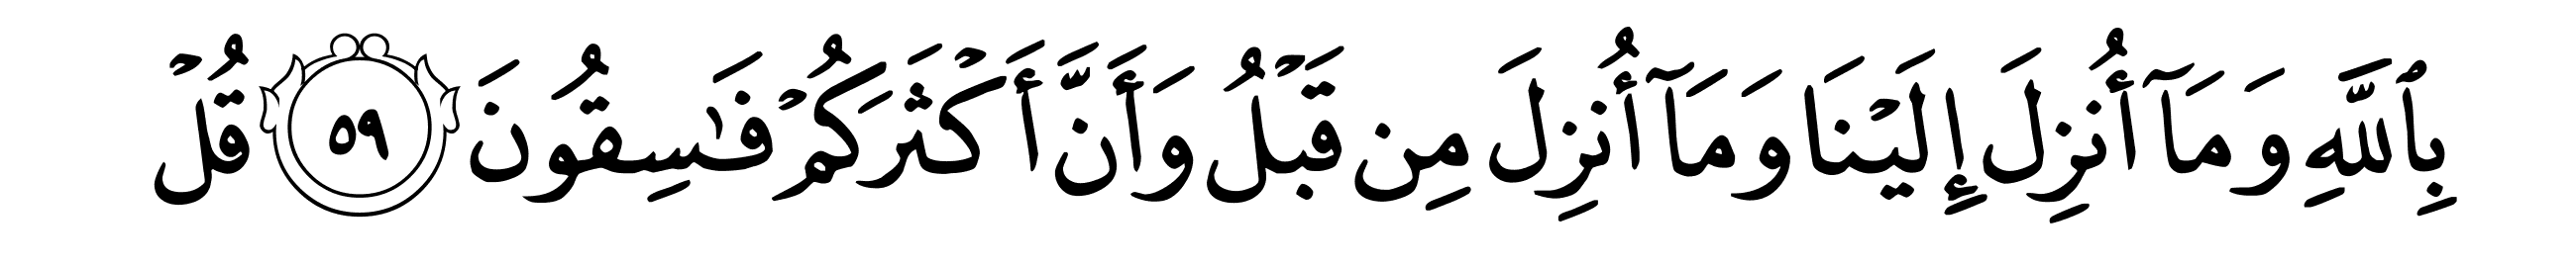 بِٱللَّهِ وَمَآ أُنزِلَ إِلَيۡنَا وَمَآ أُنزِلَ مِن قَبۡلُ وَأَنَّ أَكۡثَرَكُمۡ فَٰسِقُونَ ٥٩ قُلۡ